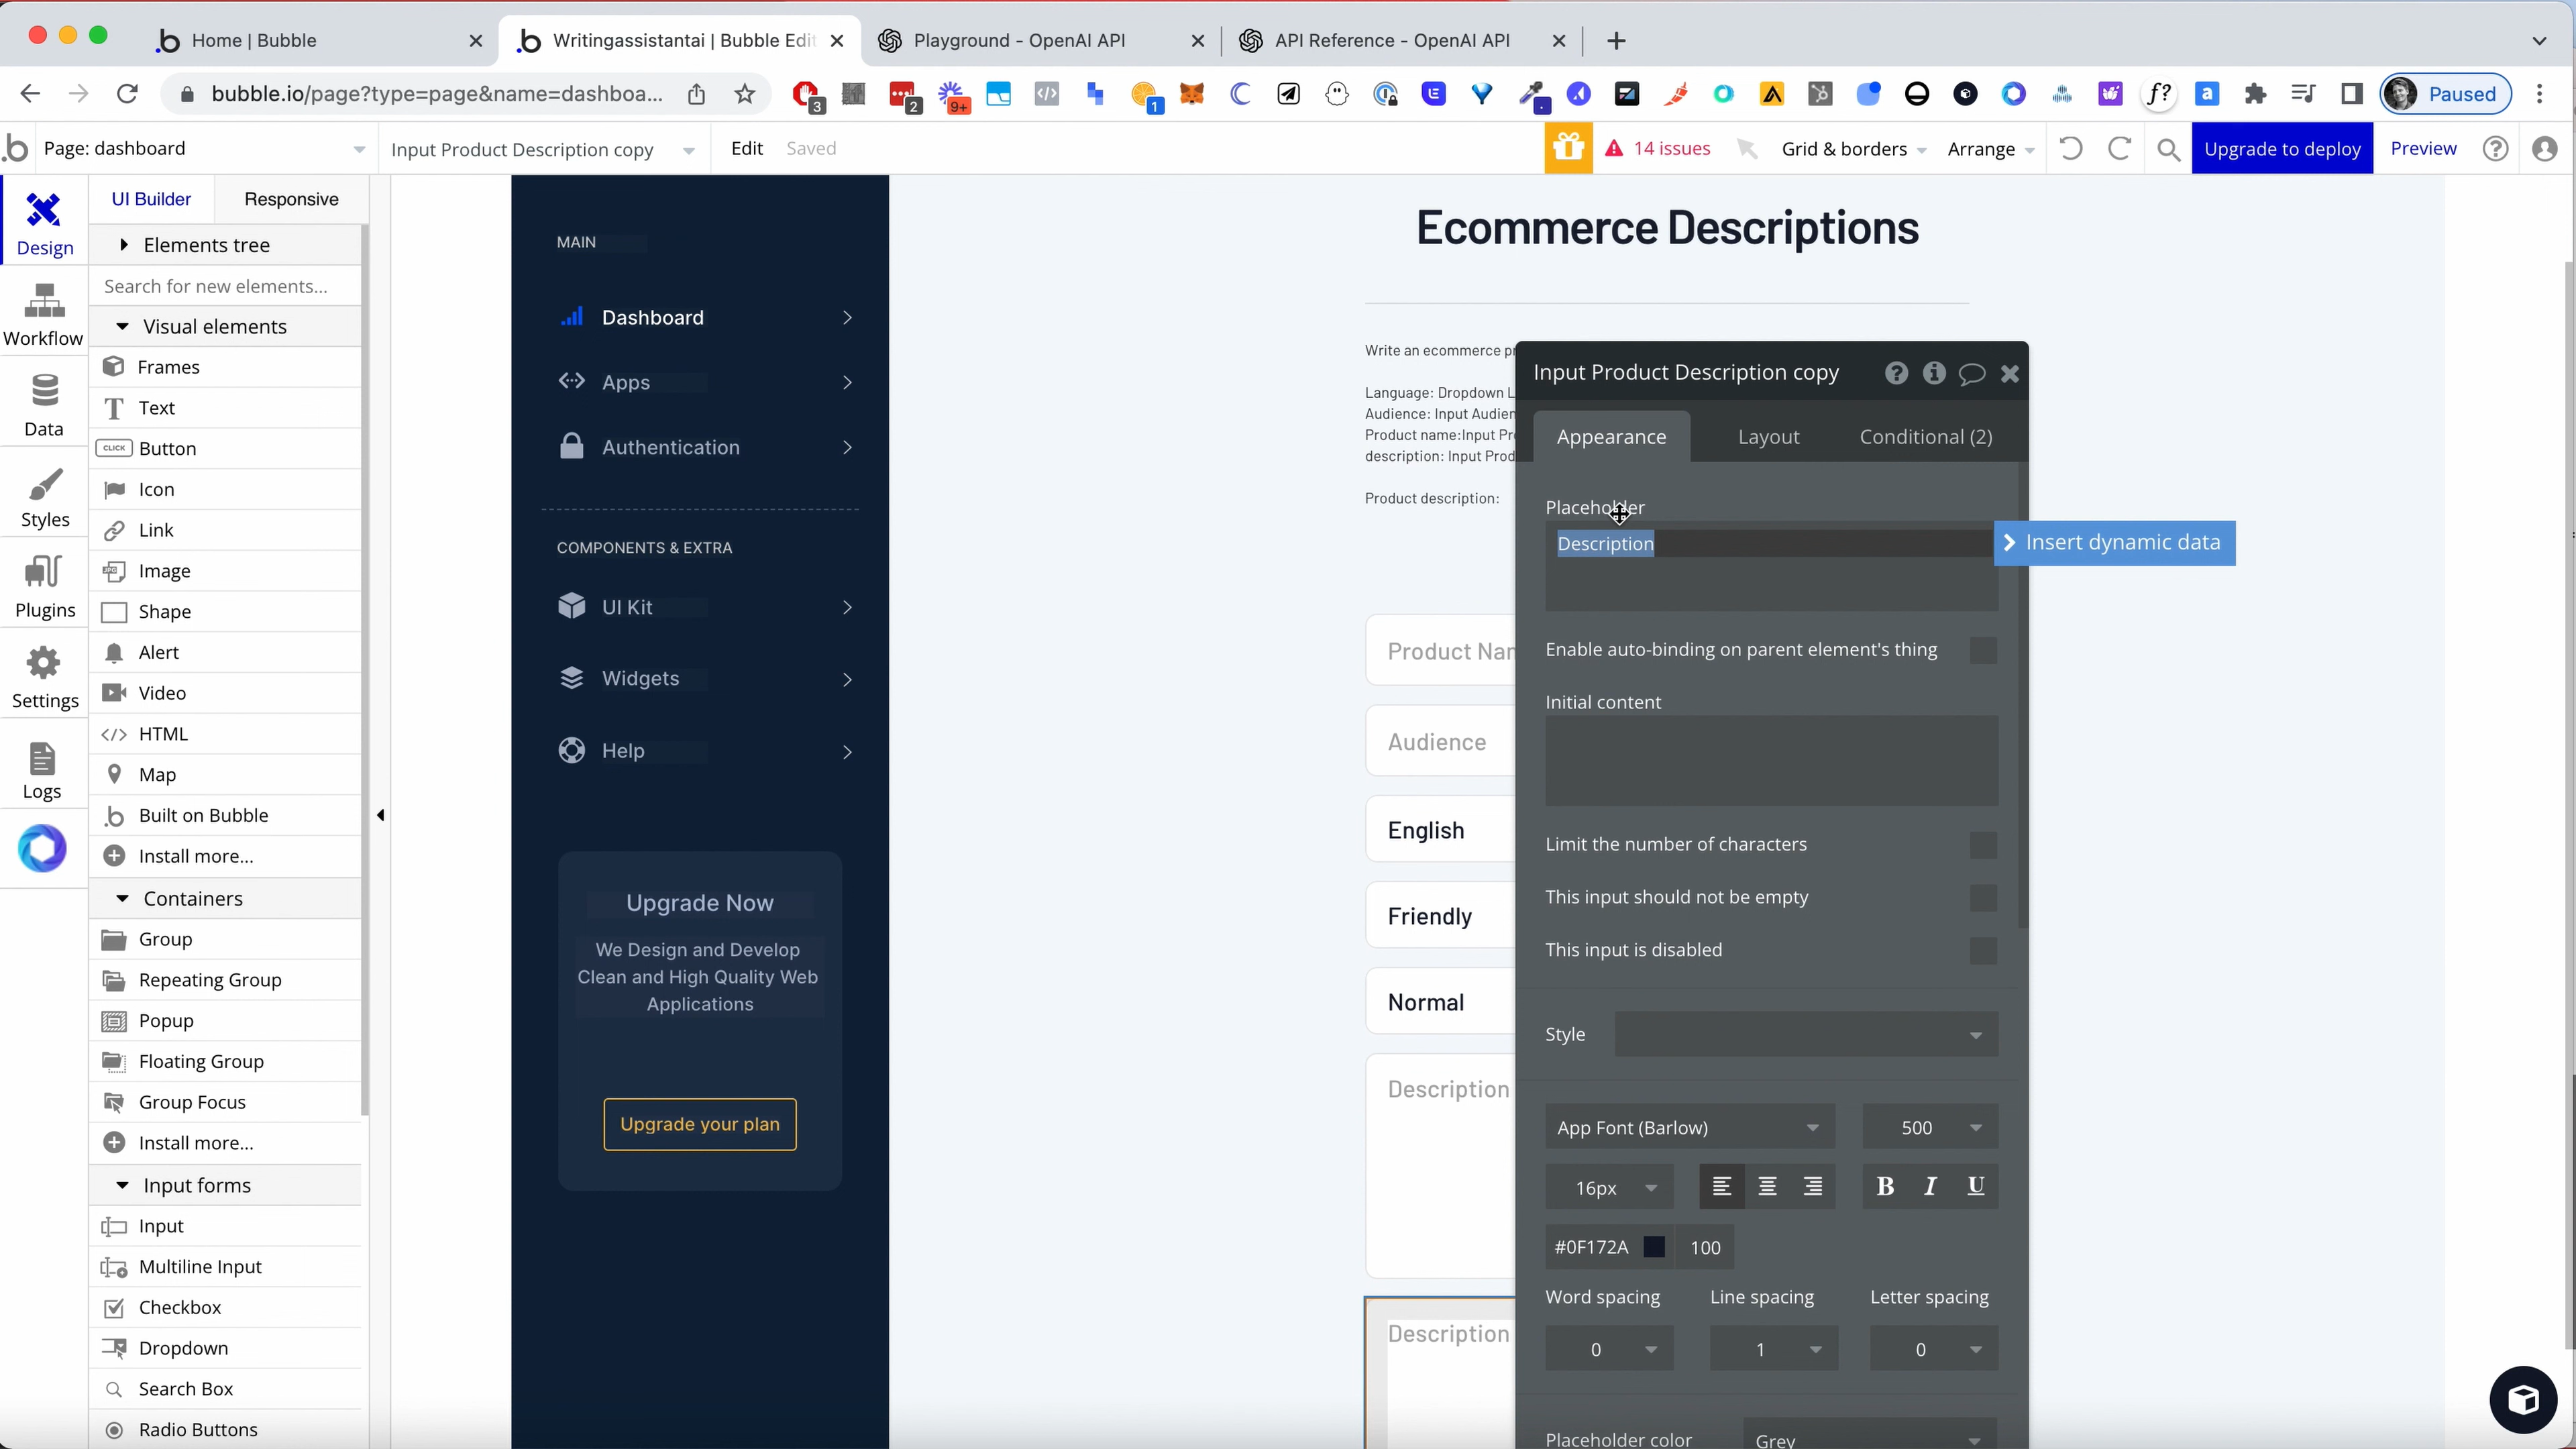 Home | Bubble
Writingassistantai | Bubble Edit
Playground - OpenAI API
API Reference - OpenAI API
bubble.io/page?type=page&name=dashboa...
3
2
9+
1
f?
a
Paused
Page: dashboard
Input Product Description copy
Edit
Saved
14 issues
Grid & borders
Arrange
Upgrade to deploy
Preview
Design
Workflow
Data
Styles
Plugins
Settings
Logs
UI Builder
Responsive
Elements tree
Search for new elements...
Visual elements
Frames
Text
CLICK Button
Icon
Link
Image
Shape
Alert
Video
HTML
Map
Built on Bubble
Install more...
Containers
Group
Repeating Group
Popup
Floating Group
Group Focus
Install more...
Input forms
Input
Multiline Input
Checkbox
Dropdown
Search Box
Radio Buttons
MAIN
Dashboard
Apps
Authentication
COMPONENTS & EXTRA
UI Kit
Widgets
Help
Upgrade Now
We Design and Develop
Clean and High Quality Web
Applications
Upgrade your plan
Ecommerce Descriptions
Write an ecommerce pr
Language: Dropdown L
Audience: Input Audien
Product name:Input Pr
description: Input Prod
Product description:
Product Nam
Audience
English
Friendly
Normal
Description
Description
Input Product Description copy
Appearance
Layout
Conditional (2)
Placeholder
Description
Insert dynamic data
Enable auto-binding on parent element's thing
Initial content
Limit the number of characters
This input should not be empty
This input is disabled
Style
App Font (Barlow)
500
16px
B I U
#0F172A
100
Word spacing
Line spacing
Letter spacing
0
1
0
Placeholder color
Grey